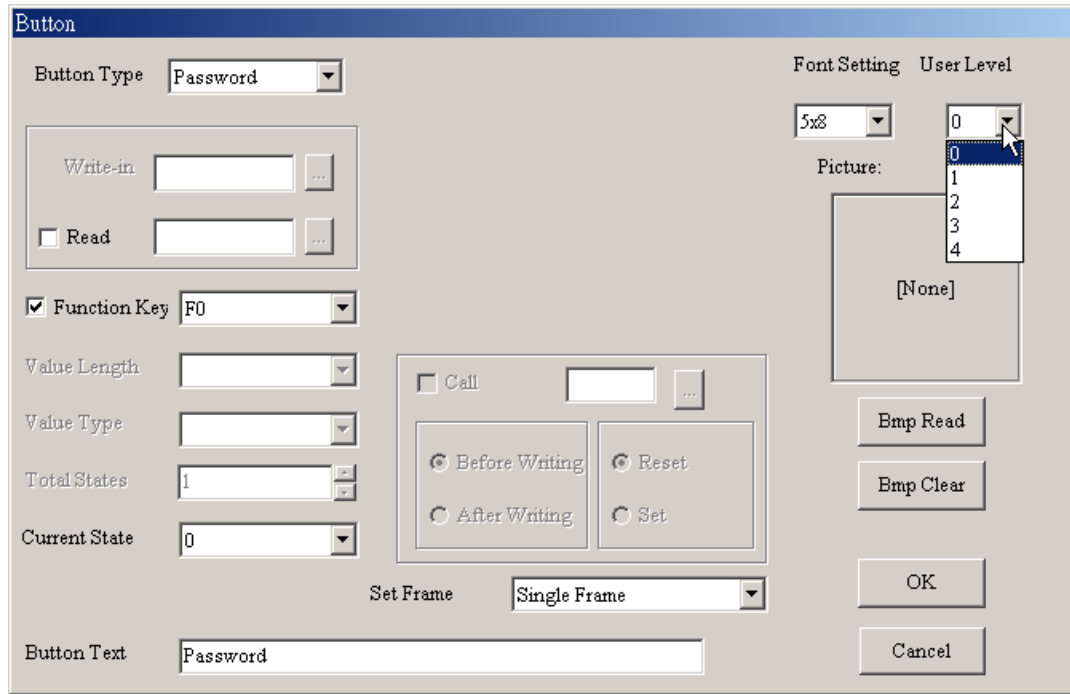 Button
Button Type Password
Font Setting User Level
5x8 0
0
1
2
3
4
Write-in ...
Read ...
Picture:
[None]
Function Key F0
Value Length
Value Type
Total States 1
Current State 0
Call ...
Before Writing Reset
After Writing Set
Bmp Read
Bmp Clear
Set Frame Single Frame
OK
Button Text Password
Cancel